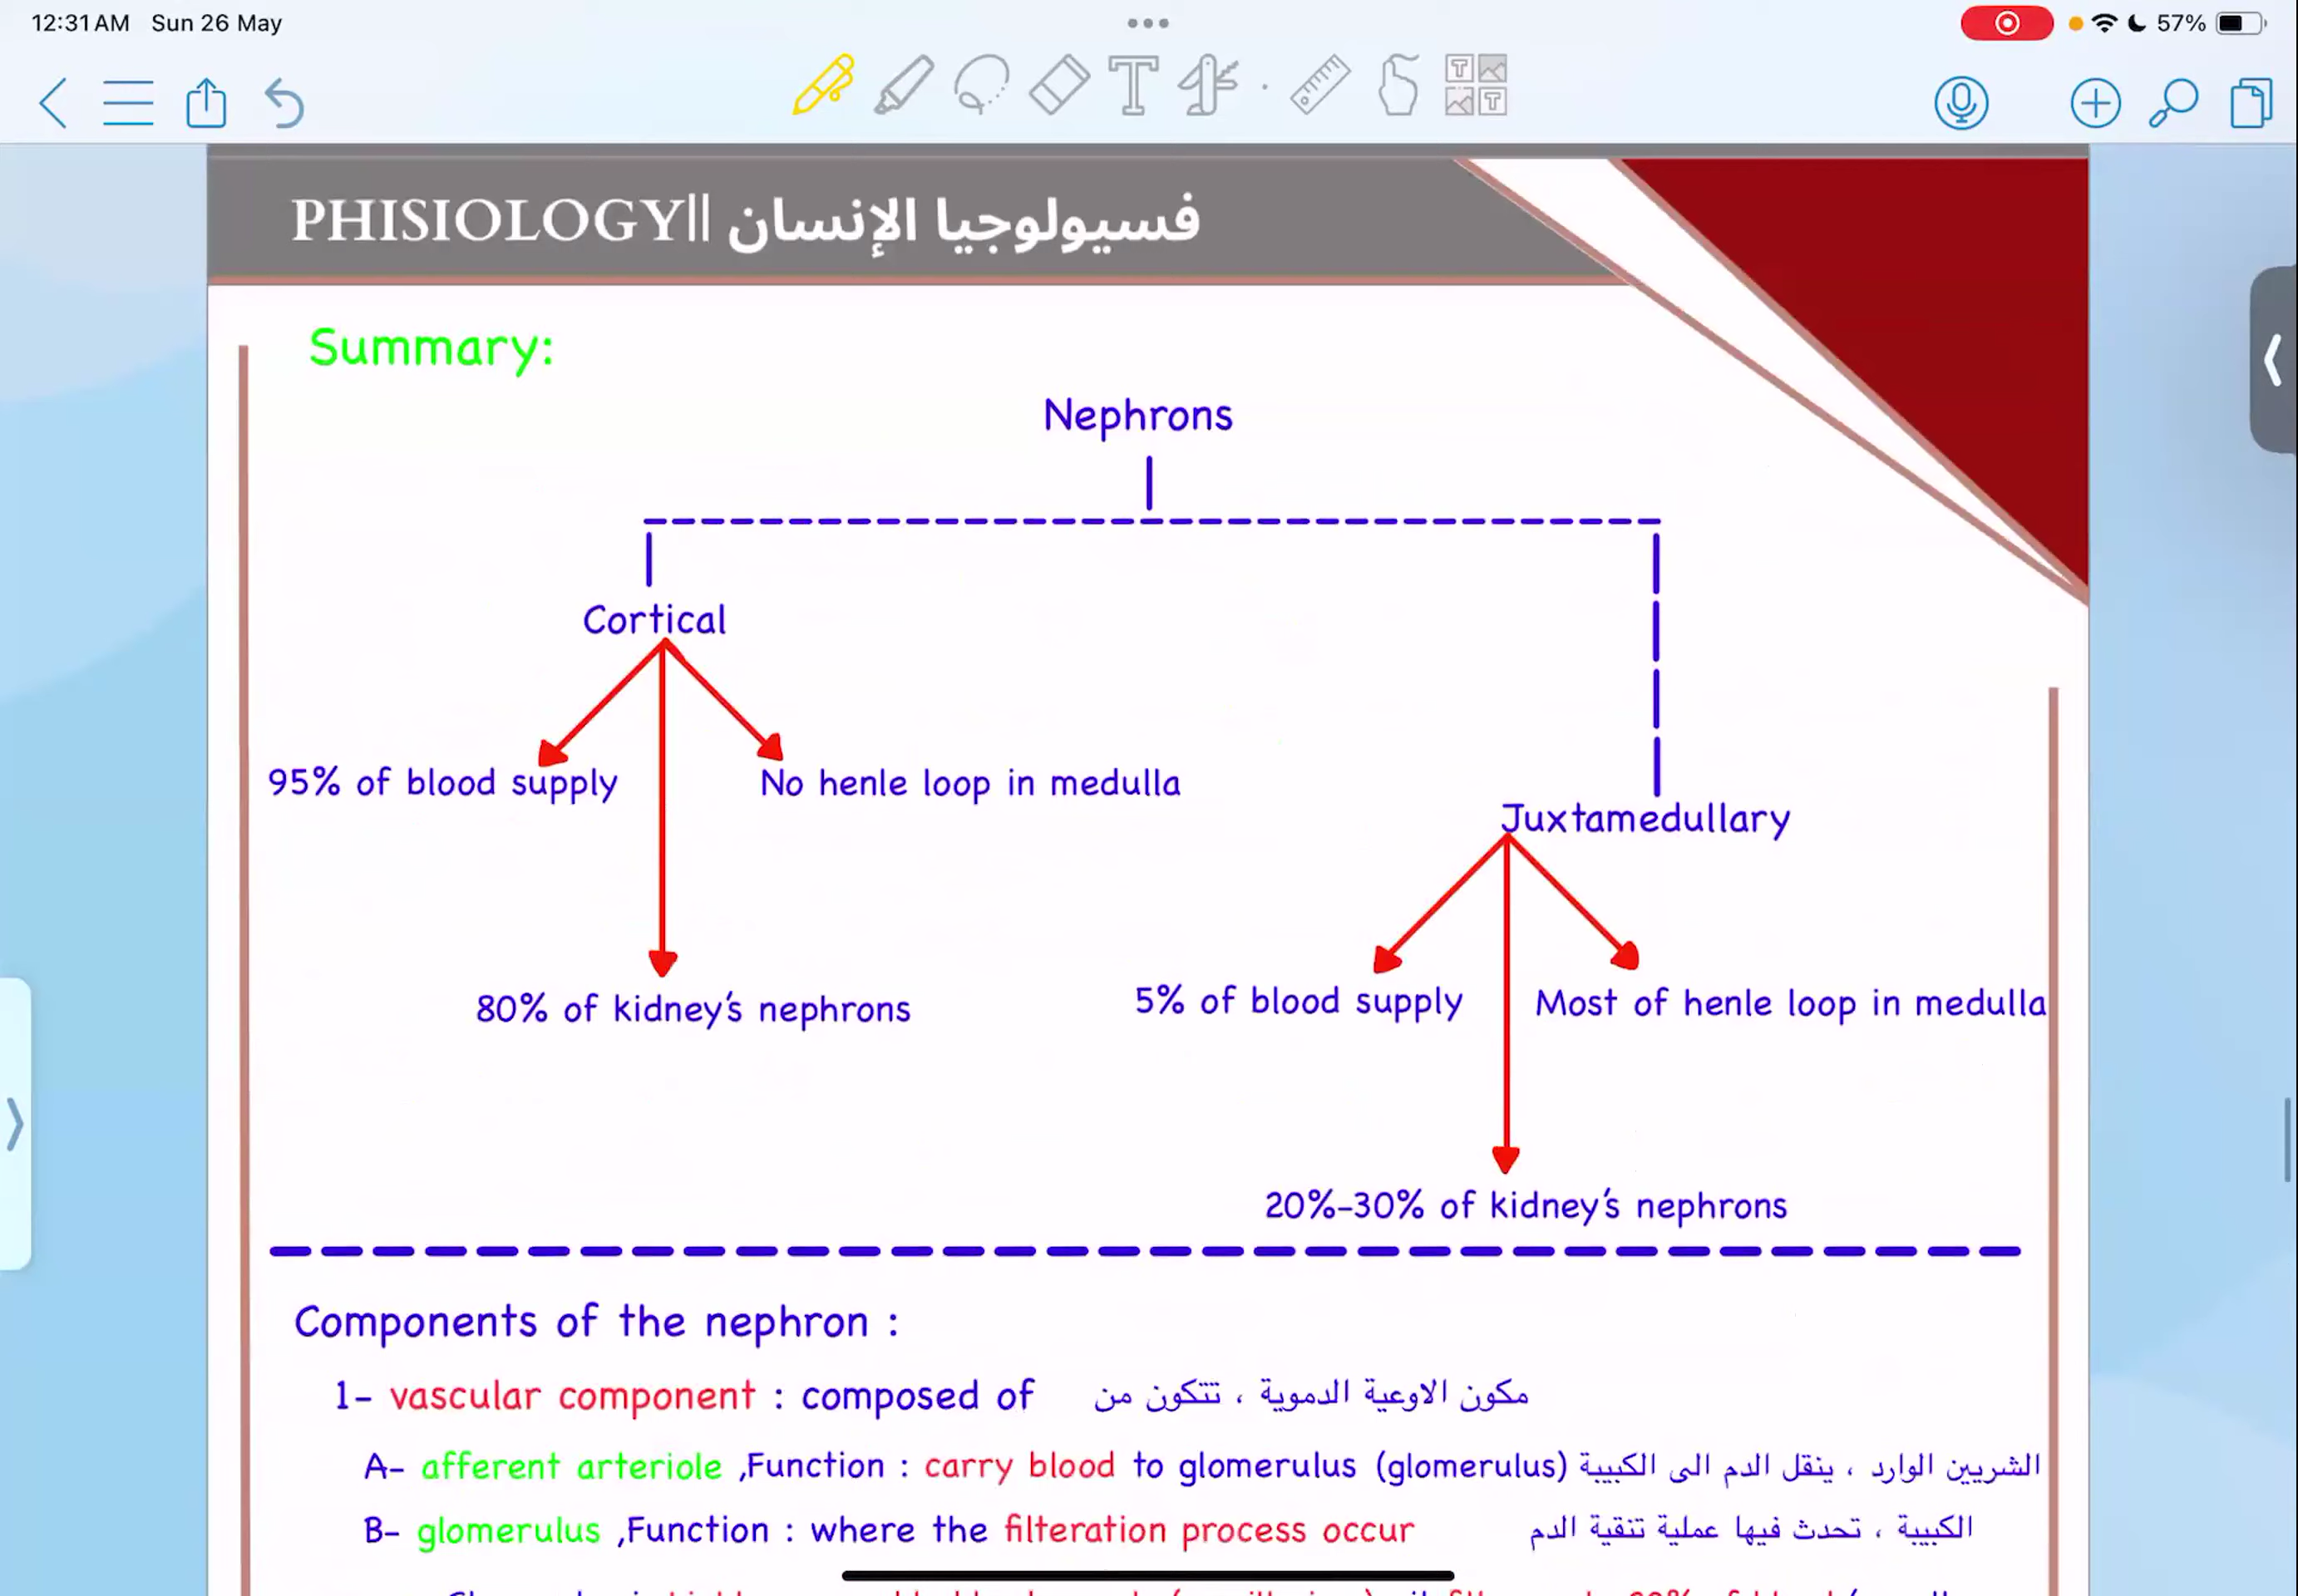 12:31 AM Sun 26 May
57%
PHISIOLOGY|| فسيولوجيا الإنسان
Summary:
Nephrons
Cortical
95% of blood supply
No henle loop in medulla
80% of kidney's nephrons
Juxtamedullary
5% of blood supply
Most of henle loop in medulla
20%-30% of kidney's nephrons
Components of the nephron :
1- vascular component : composed of مكون الاوعية الدموية ، تتكون من
A- afferent arteriole ,Function : carry blood to glomerulus (glomerulus) الشريين الوارد ، ينقل الدم الى الكبيبة
B- glomerulus ,Function : where the filteration process occur الكبيبة ، تحدث فيها عملية تنقية الدم